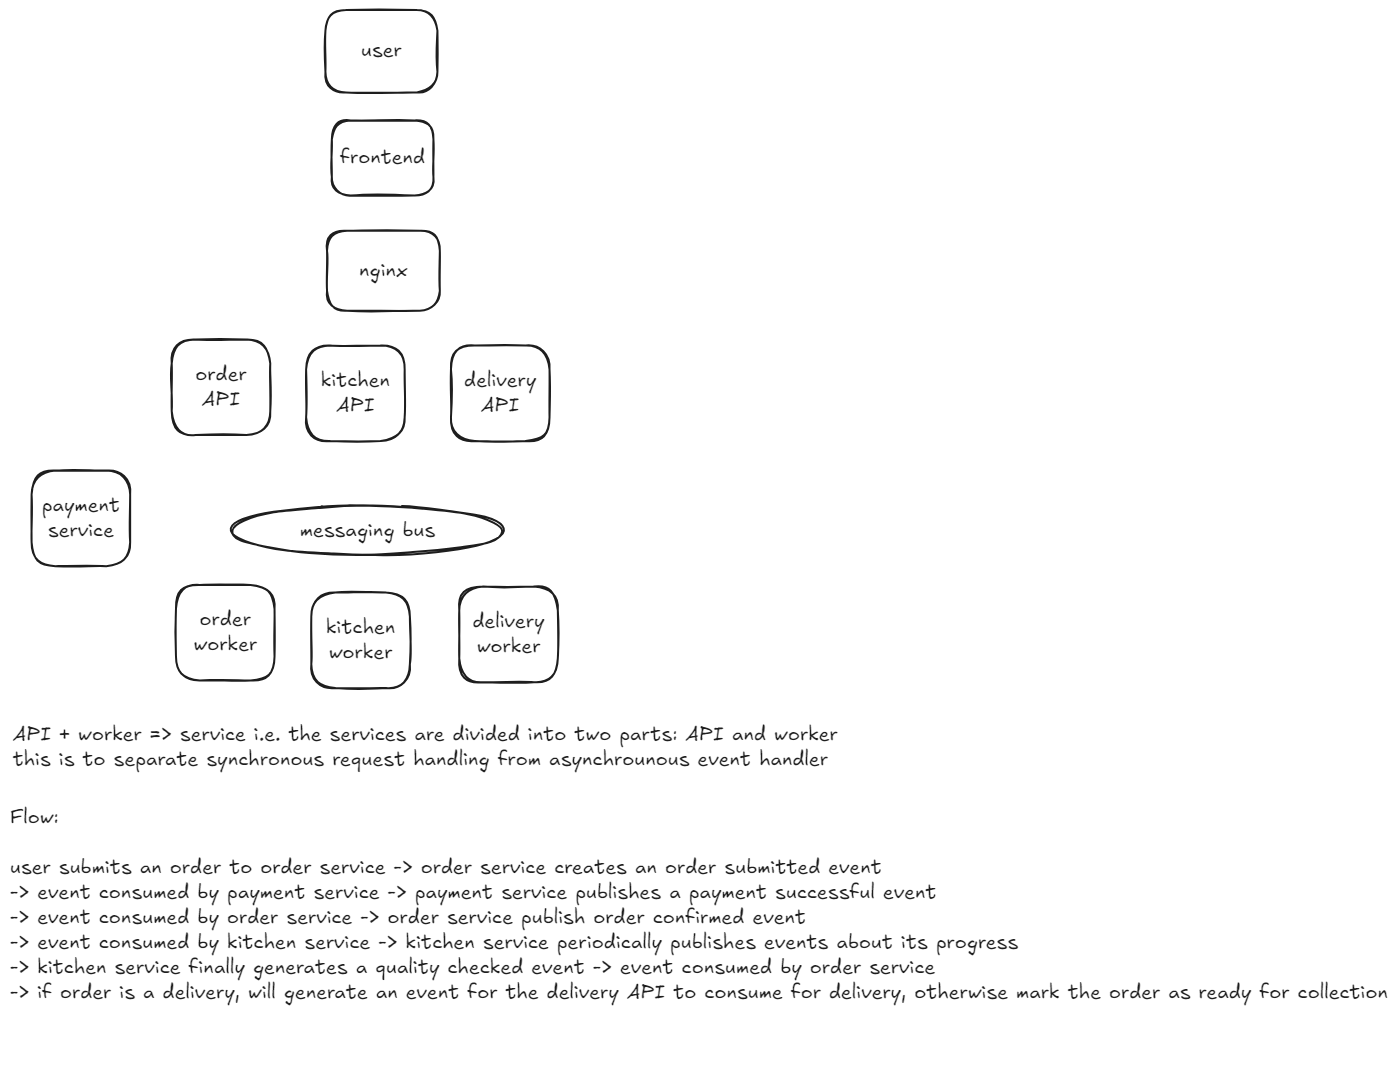 user
frontend
nginx
order
API
kitchen
API
delivery
API
payment
service
messaging bus
order
worker
kitchen
worker
delivery
worker
API + worker => service i.e. the services are divided into two parts: API and worker
this is to separate synchronous request handling from asynchrounous event handler
Flow:
user submits an order to order service -> order service creates an order submitted event
-> event consumed by payment service -> payment service publishes a payment successful event
-> event consumed by order service -> order service publish order confirmed event
-> event consumed by kitchen service -> kitchen service periodically publishes events about its progress
-> kitchen service finally generates a quality checked event -> event consumed by order service
-> if order is a delivery, will generate an event for the delivery API to consume for delivery, otherwise mark the order as ready for collection